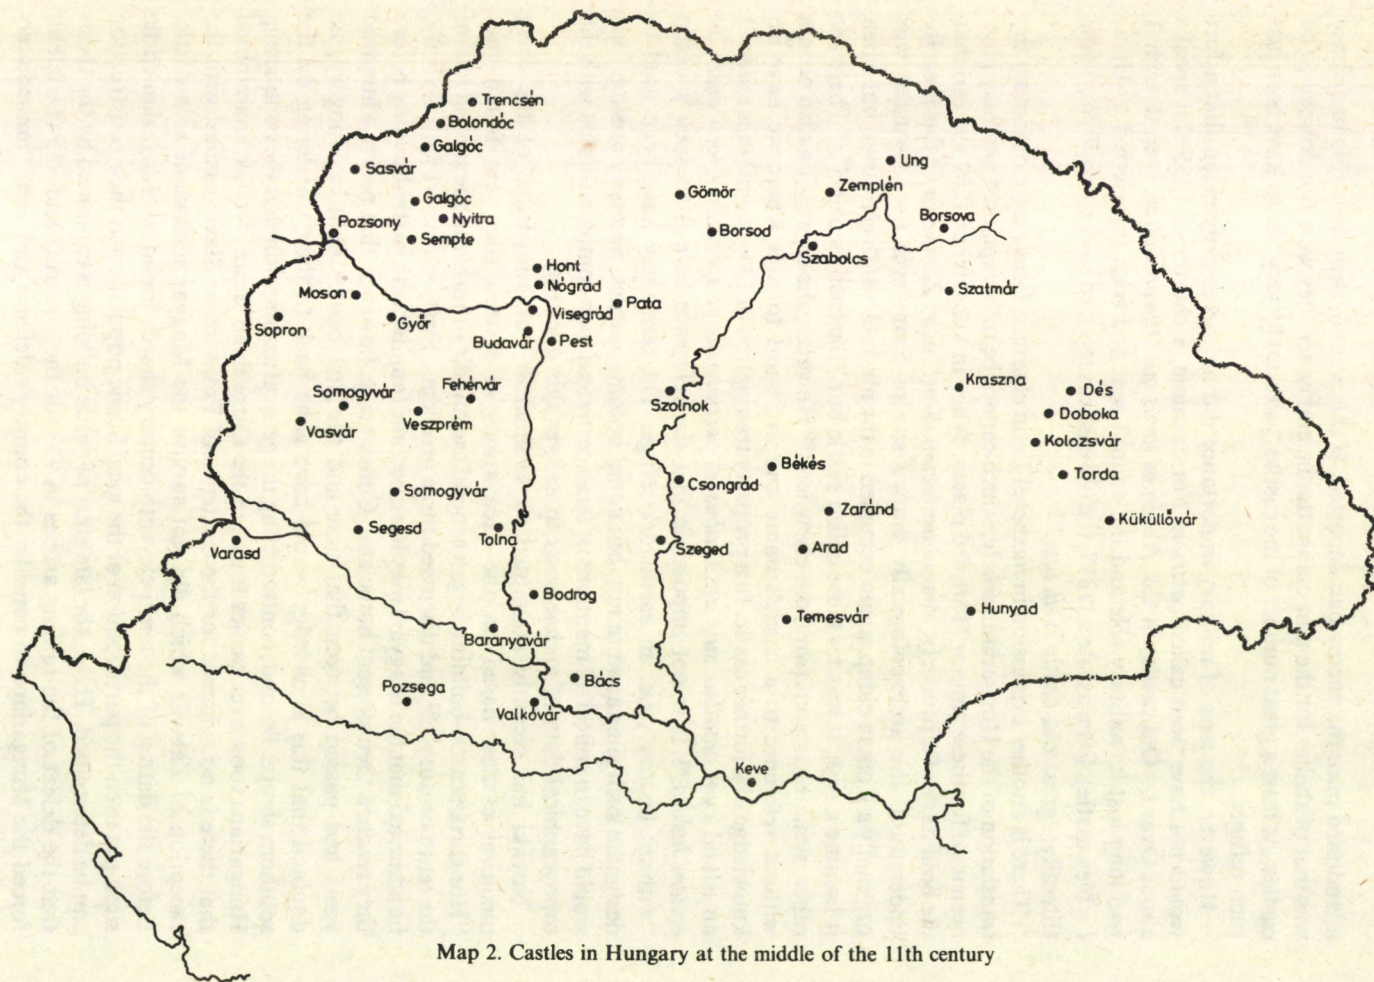 Trencsén
Bolondóc
Galgóc
Sasvár
Ung
Zemplén
Gömör
Galgóc
Nyitra
Borsova
Pozsony
Sempte
Borsod
Szabolcs
Hont
Nógrád
Moson
Szatmár
Pata
Visegrád
Sopron
Győr
Budavár
Pest
Fehérvár
Kraszna
Dés
Somogyvár
Szolnok
Doboka
Vasvár
Veszprém
Kolozsvár
Békés
Torda
Csongrád
Somogyvár
Zaránd
Küküllővár
Segesd
Tolna
Varasd
Szeged
Arad
Bodrog
Hunyad
Temesvár
Baranyavár
Bács
Pozsega
Valkóvár
Keve
Map 2. Castles in Hungary at the middle of the 11th century